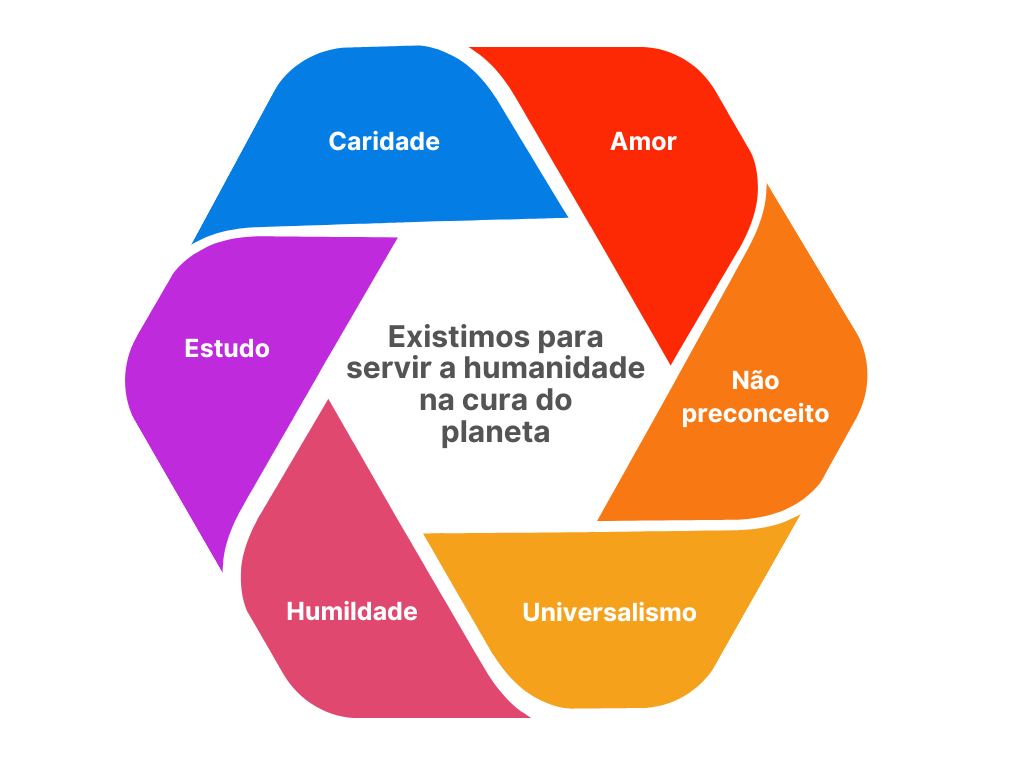 Caridade
Amor
Estudo
Existimos para
servir a humanidade
na cura do
planeta
Não
preconceito
Humildade
Universalismo